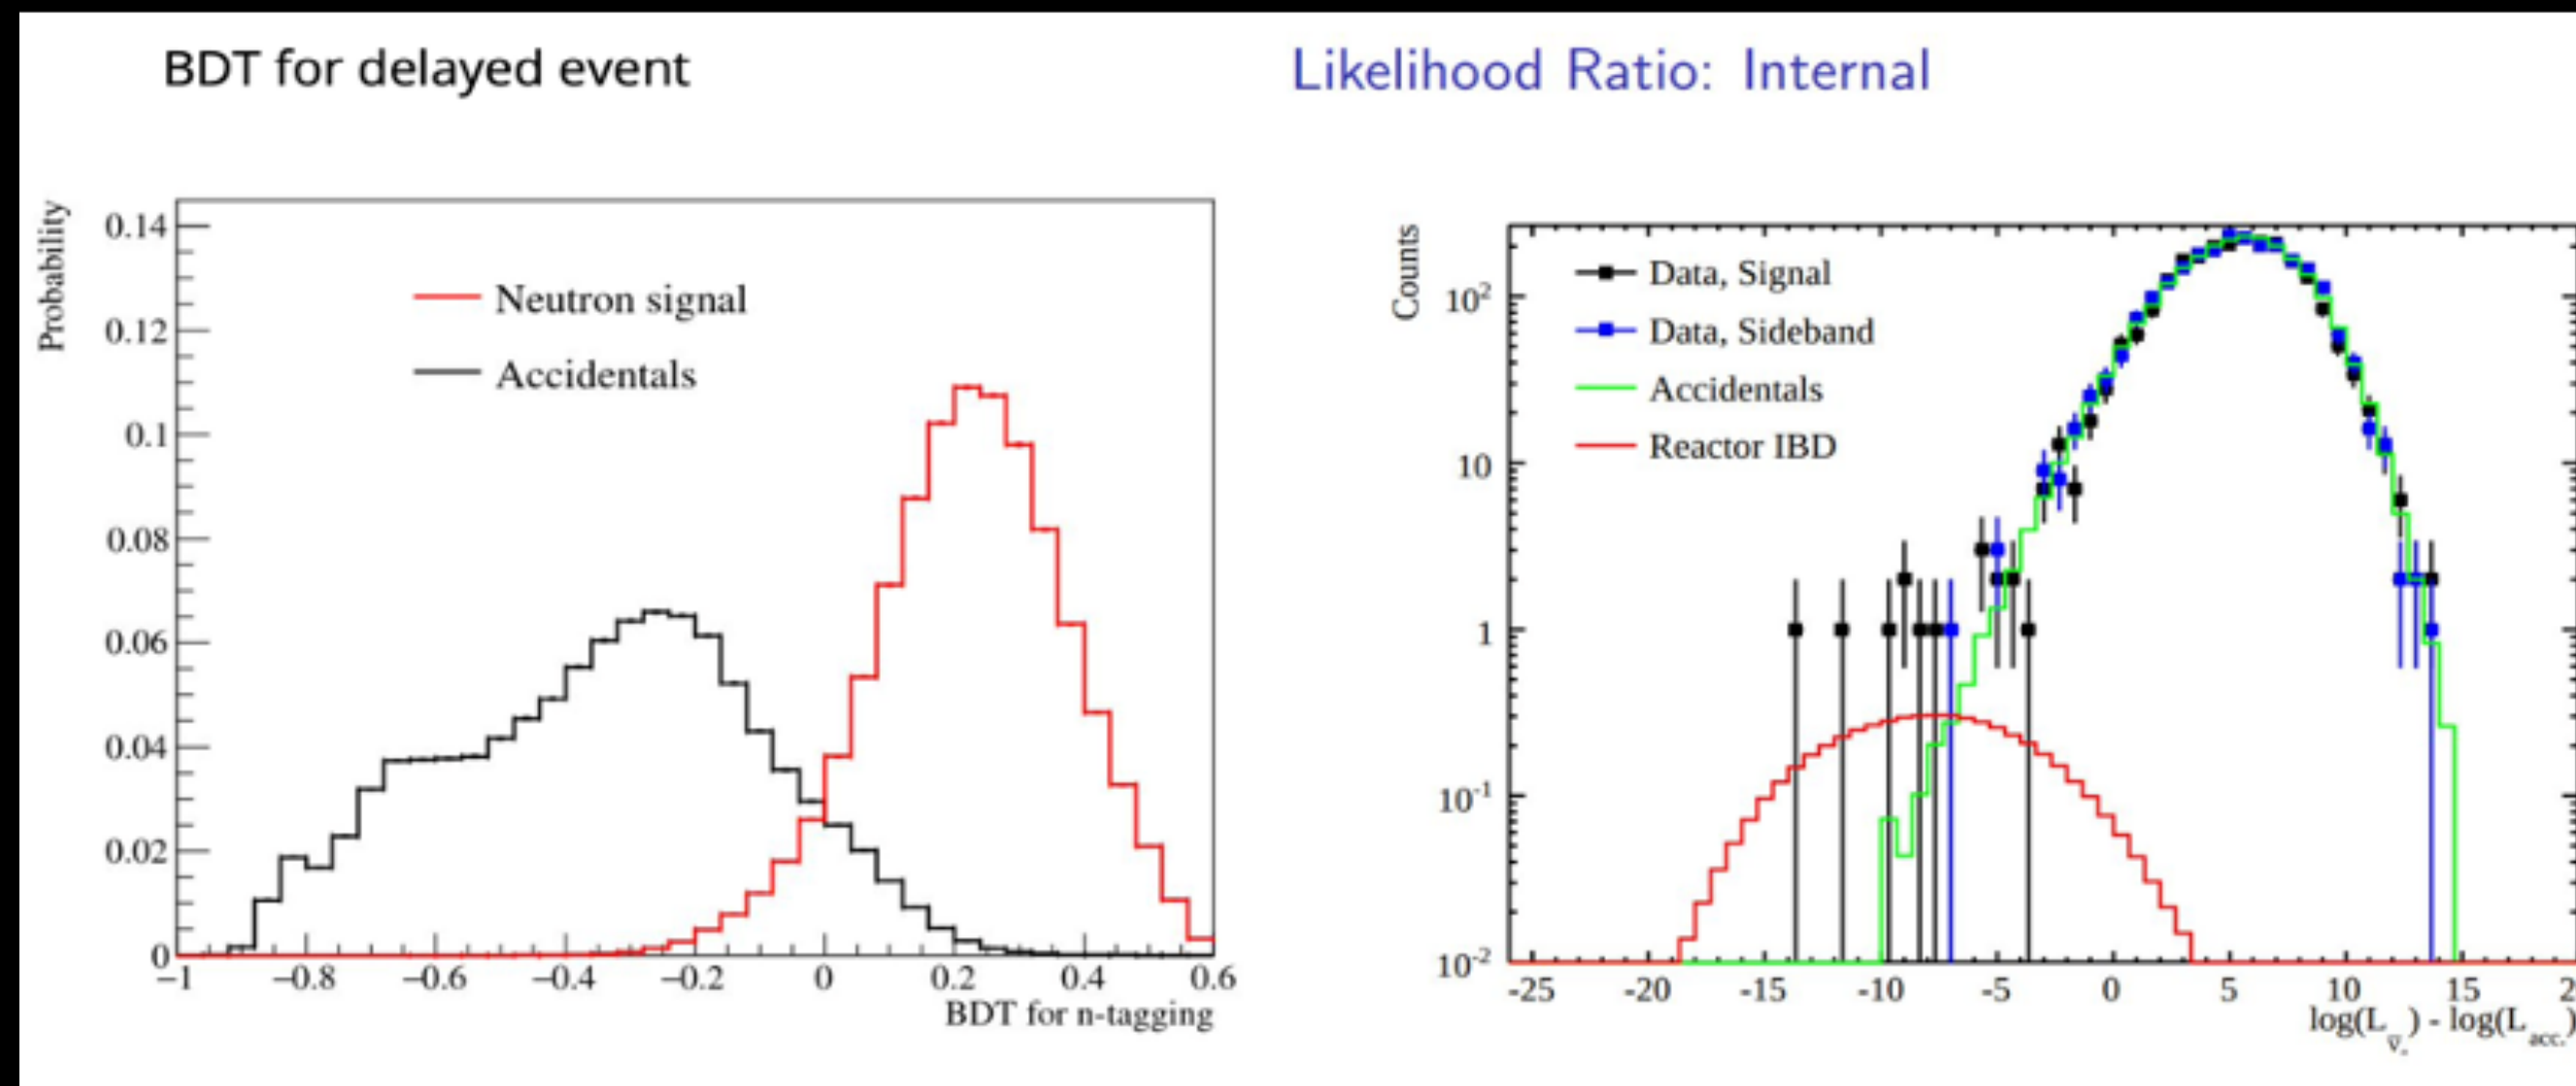 BDT for delayed event
Likelihood Ratio: Internal
Probability
0.14
0.12
0.1
0.08
0.06
0.04
0.02
0
Neutron signal
Accidentals
−1 −0.8 −0.6 −0.4 −0.2 0 0.2 0.4 0.6
BDT for n-tagging
Counts
10²
10
1
10⁻¹
10⁻²
Data, Signal
Data, Sideband
Accidentals
Reactor IBD
-25 -20 -15 -10 -5 0 5 10 15
log(L ) - log(L acc.)